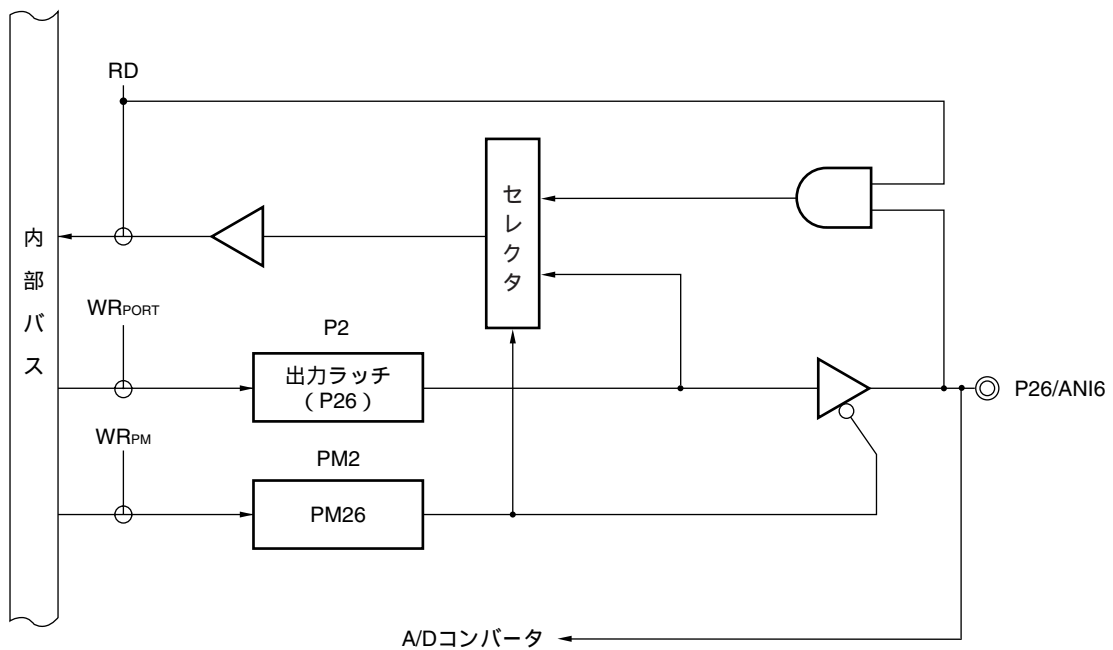 RD
セレクタ
内部バス
WRPORT
P2
出力ラッチ
(P26)
P26/ANI6
WRPM
PM2
PM26
A/Dコンバータ